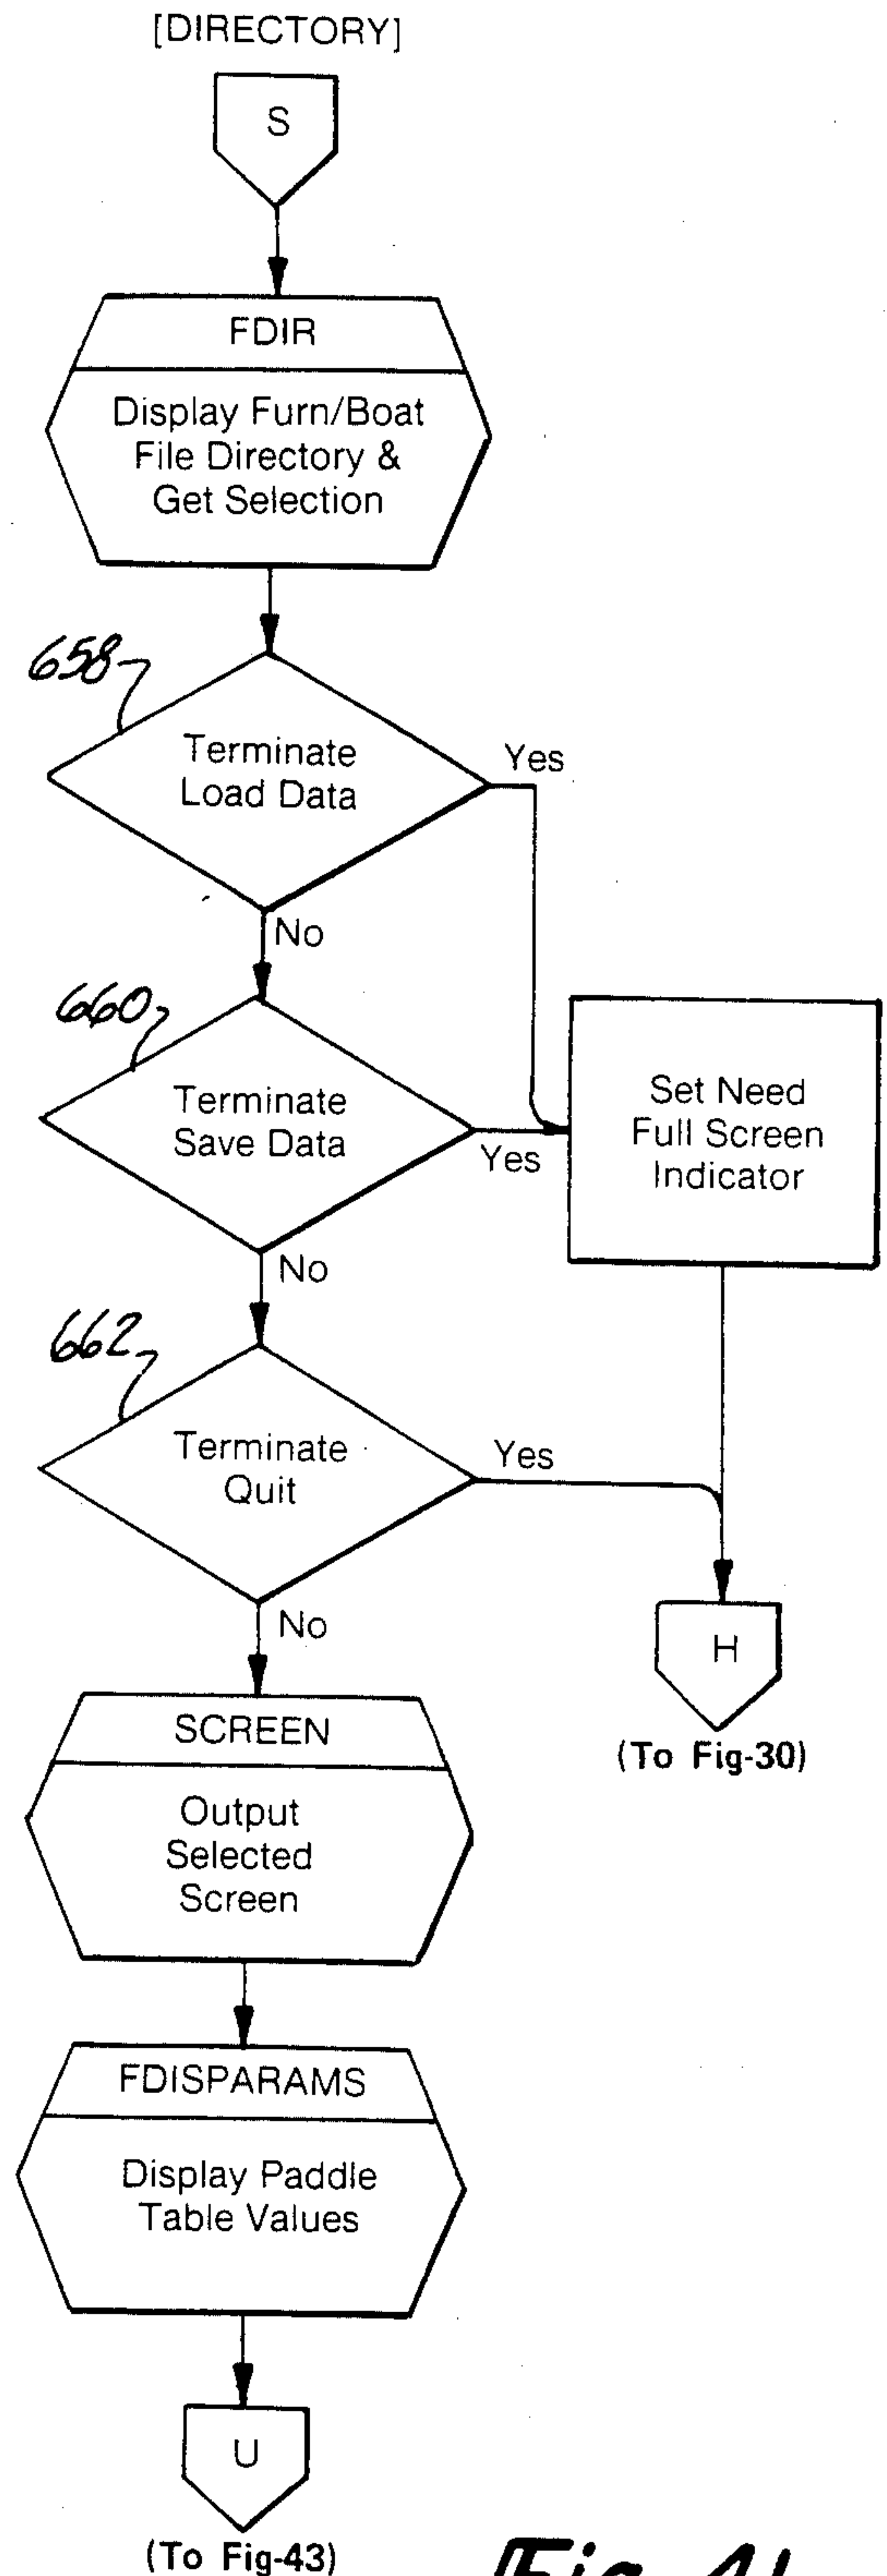 [DIRECTORY]
S
FDIR
Display Furn/Boat
File Directory &
Get Selection
658
Terminate
Load Data
Yes
No
660
Terminate
Save Data
Yes
Set Need
Full Screen
Indicator
No
662
Terminate
Quit
Yes
No
H
(To Fig-30)
SCREEN
Output
Selected
Screen
FDISPARAMS
Display Paddle
Table Values
U
(To Fig-43)